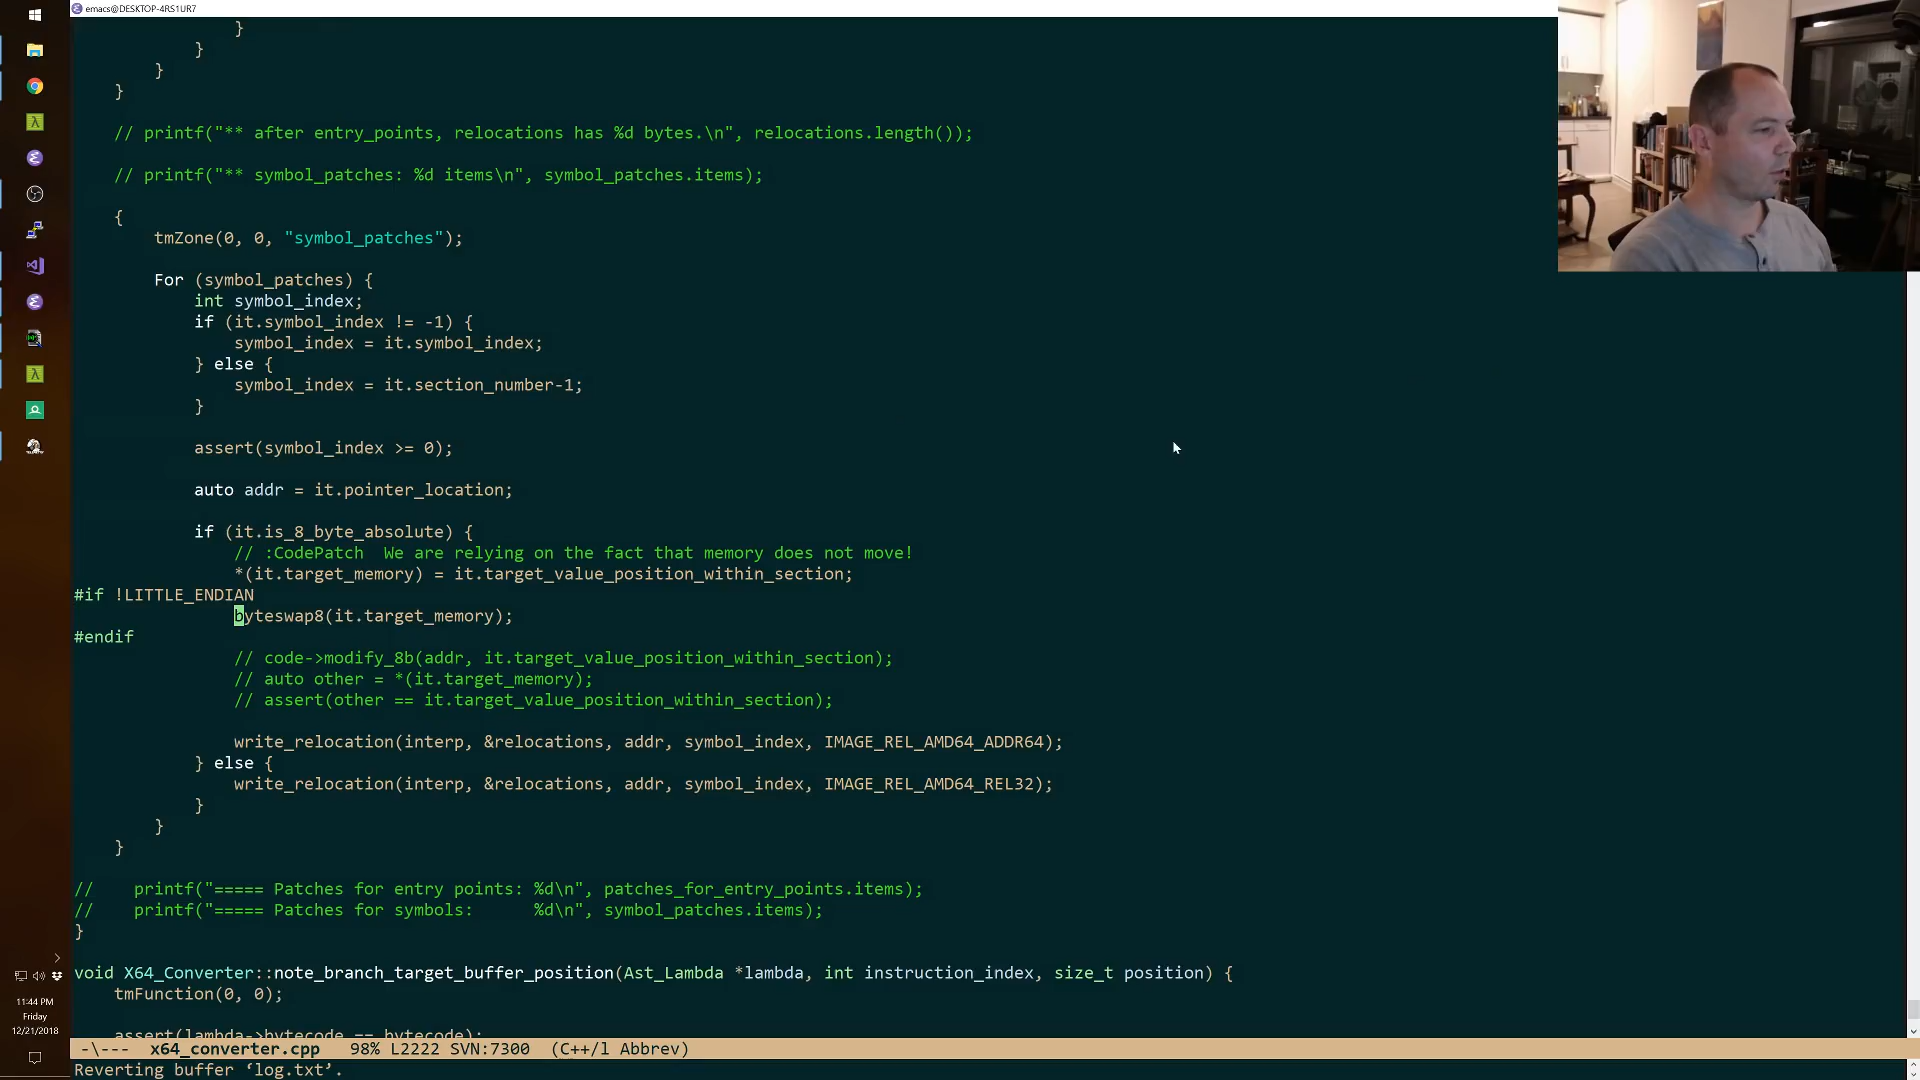 emacs@DESKTOP-4RS1UR7
}
}
}
}
// printf("** after entry_points, relocations has %d bytes.\n", relocations.length());
// printf("** symbol_patches: %d items\n", symbol_patches.items);
{
tmZone(0, 0, "symbol_patches");
For (symbol_patches) {
int symbol_index;
if (it.symbol_index != -1) {
symbol_index = it.symbol_index;
} else {
symbol_index = it.section_number-1;
}
assert(symbol_index >= 0);
auto addr = it.pointer_location;
if (it.is_8_byte_absolute) {
// :CodePatch  We are relying on the fact that memory does not move!
*(it.target_memory) = it.target_value_position_within_section;
#if !LITTLE_ENDIAN
byteswap8(it.target_memory);
#endif
// code->modify_8b(addr, it.target_value_position_within_section);
// auto other = *(it.target_memory);
// assert(other == it.target_value_position_within_section);
write_relocation(interp, &relocations, addr, symbol_index, IMAGE_REL_AMD64_ADDR64);
} else {
write_relocation(interp, &relocations, addr, symbol_index, IMAGE_REL_AMD64_REL32);
}
}
}
//    printf("===== Patches for entry points: %d\n", patches_for_entry_points.items);
//    printf("===== Patches for symbols:      %d\n", symbol_patches.items);
}
void X64_Converter::note_branch_target_buffer_position(Ast_Lambda *lambda, int instruction_index, size_t position) {
tmFunction(0, 0);
assert(lambda->bytecode == bytecode);
-\---  x64_converter.cpp   98% L2222 SVN:7300  (C++/l Abbrev)
Reverting buffer ‘log.txt’.
11:44 PM
Friday
12/21/2018